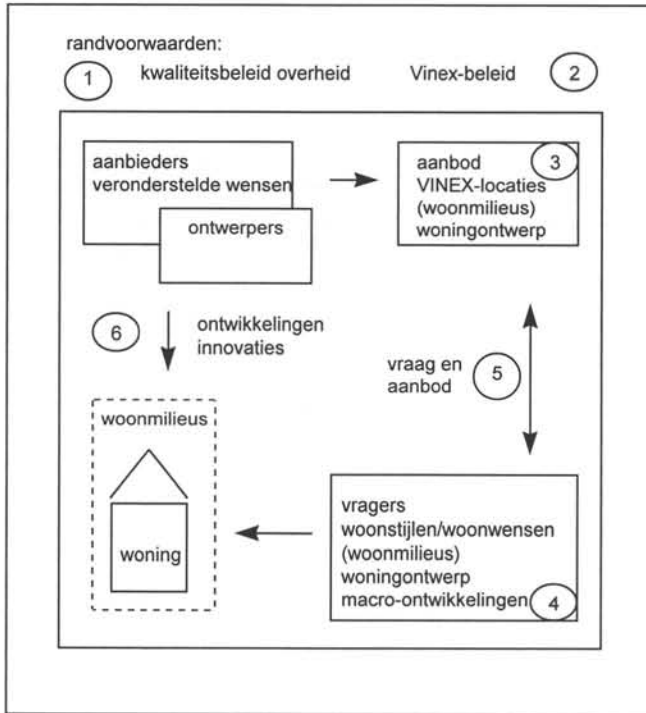 randvoorwaarden:
1 kwaliteitsbeleid overheid Vinex-beleid 2
aanbieders
veronderstelde wensen
ontwerpers
3
aanbod
VINEX-locaties
(woonmilieus)
woningontwerp
6
ontwikkelingen
innovaties
vraag en
aanbod
5
woonmilieus
woning
vragers
woonstijlen/woonwensen
(woonmilieus)
woningontwerp
macro-ontwikkelingen
4